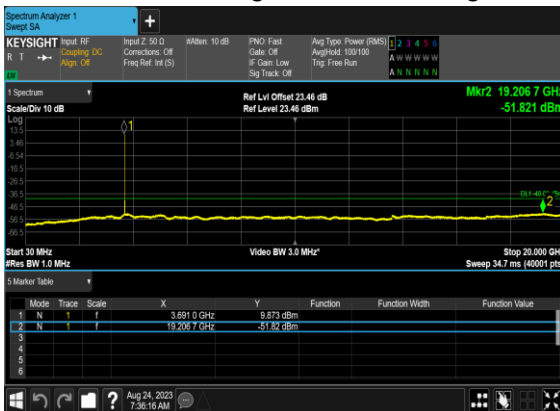 Spectrum Analyzer 1
Swept SA
KEYSIGHT Input: RF Input Z: 50 Ω #Atten: 10 dB PNO: Fast Avg Type: Power (RMS) 1 2 3 4 5 6
R T Coupling: DC Corrections: Off Gate: Off Avg|Hold: 100/100 A W W W W W
Align: Off Freq Ref: Int (S) IF Gain: Low Trig: Free Run
LV Sig Track: Off A N N N N N
1 Spectrum Ref Lvl Offset 23.46 dB Mkr2 19.206 7 GHz
Scale/Div 10 dB Ref Level 23.46 dBm -51.821 dBm
Log
13.5
3.46
-6.54
-16.5
-26.5
-36.5
-46.5
-56.5
-66.5
1
2
Start 30 MHz Video BW 3.0 MHz* Stop 20.000 GH
#Res BW 1.0 MHz Sweep 34.7 ms (40001 pts
5 Marker Table
Mode Trace Scale X Y Function Function Width Function Value
1 N 1 f 3.691 0 GHz 9.873 dBm
2 N 1 f 19.206 7 GHz -51.82 dBm
3
4
5
6
? Aug 24, 2023
7:36:16 AM